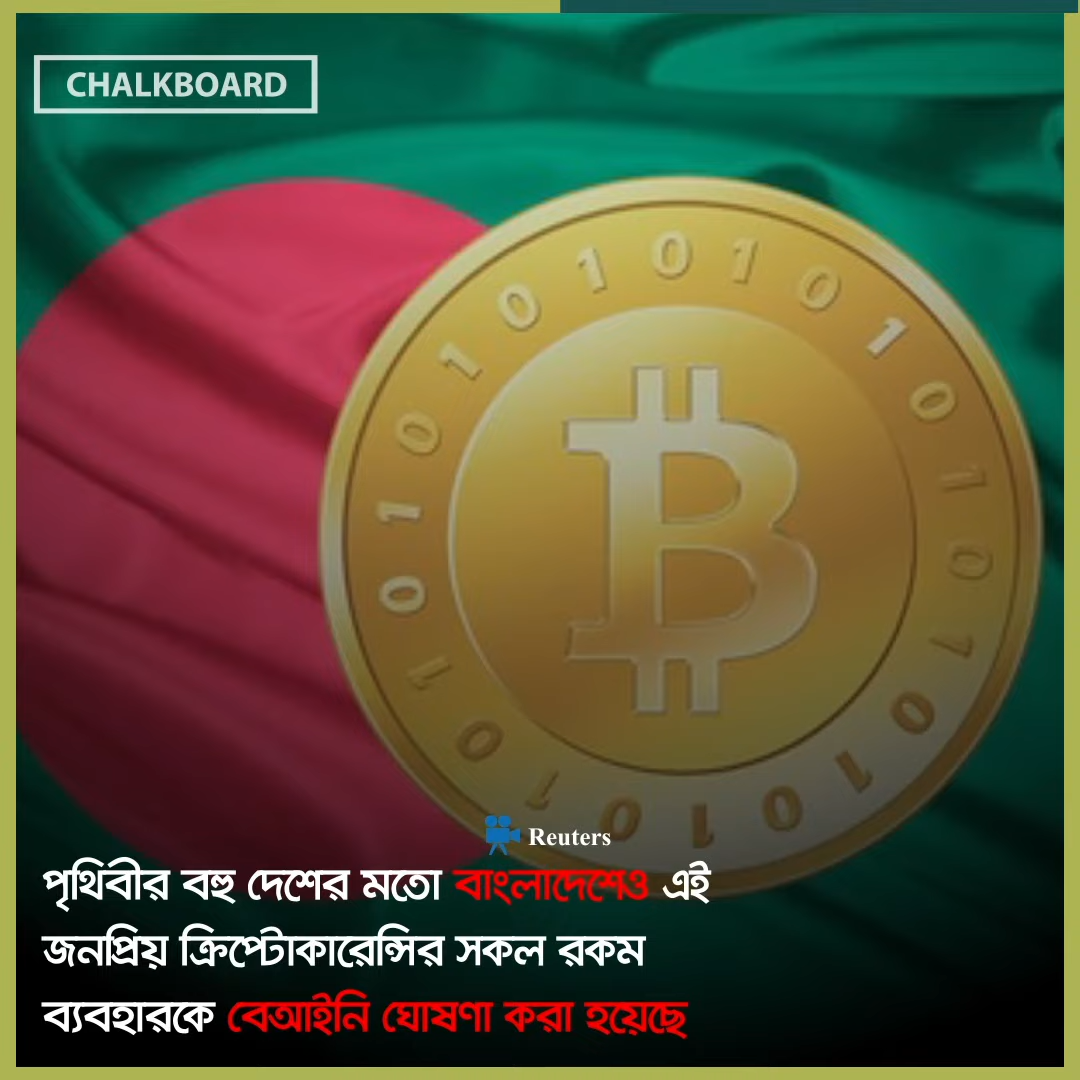 CHALKBOARD
Reuters
পৃথিবীর বহু দেশের মতো বাংলাদেশেও এই
জনপ্রিয় ক্রিপ্টোকারেন্সির সকল রকম
ব্যবহারকে বেআইনি ঘোষণা করা হয়েছে